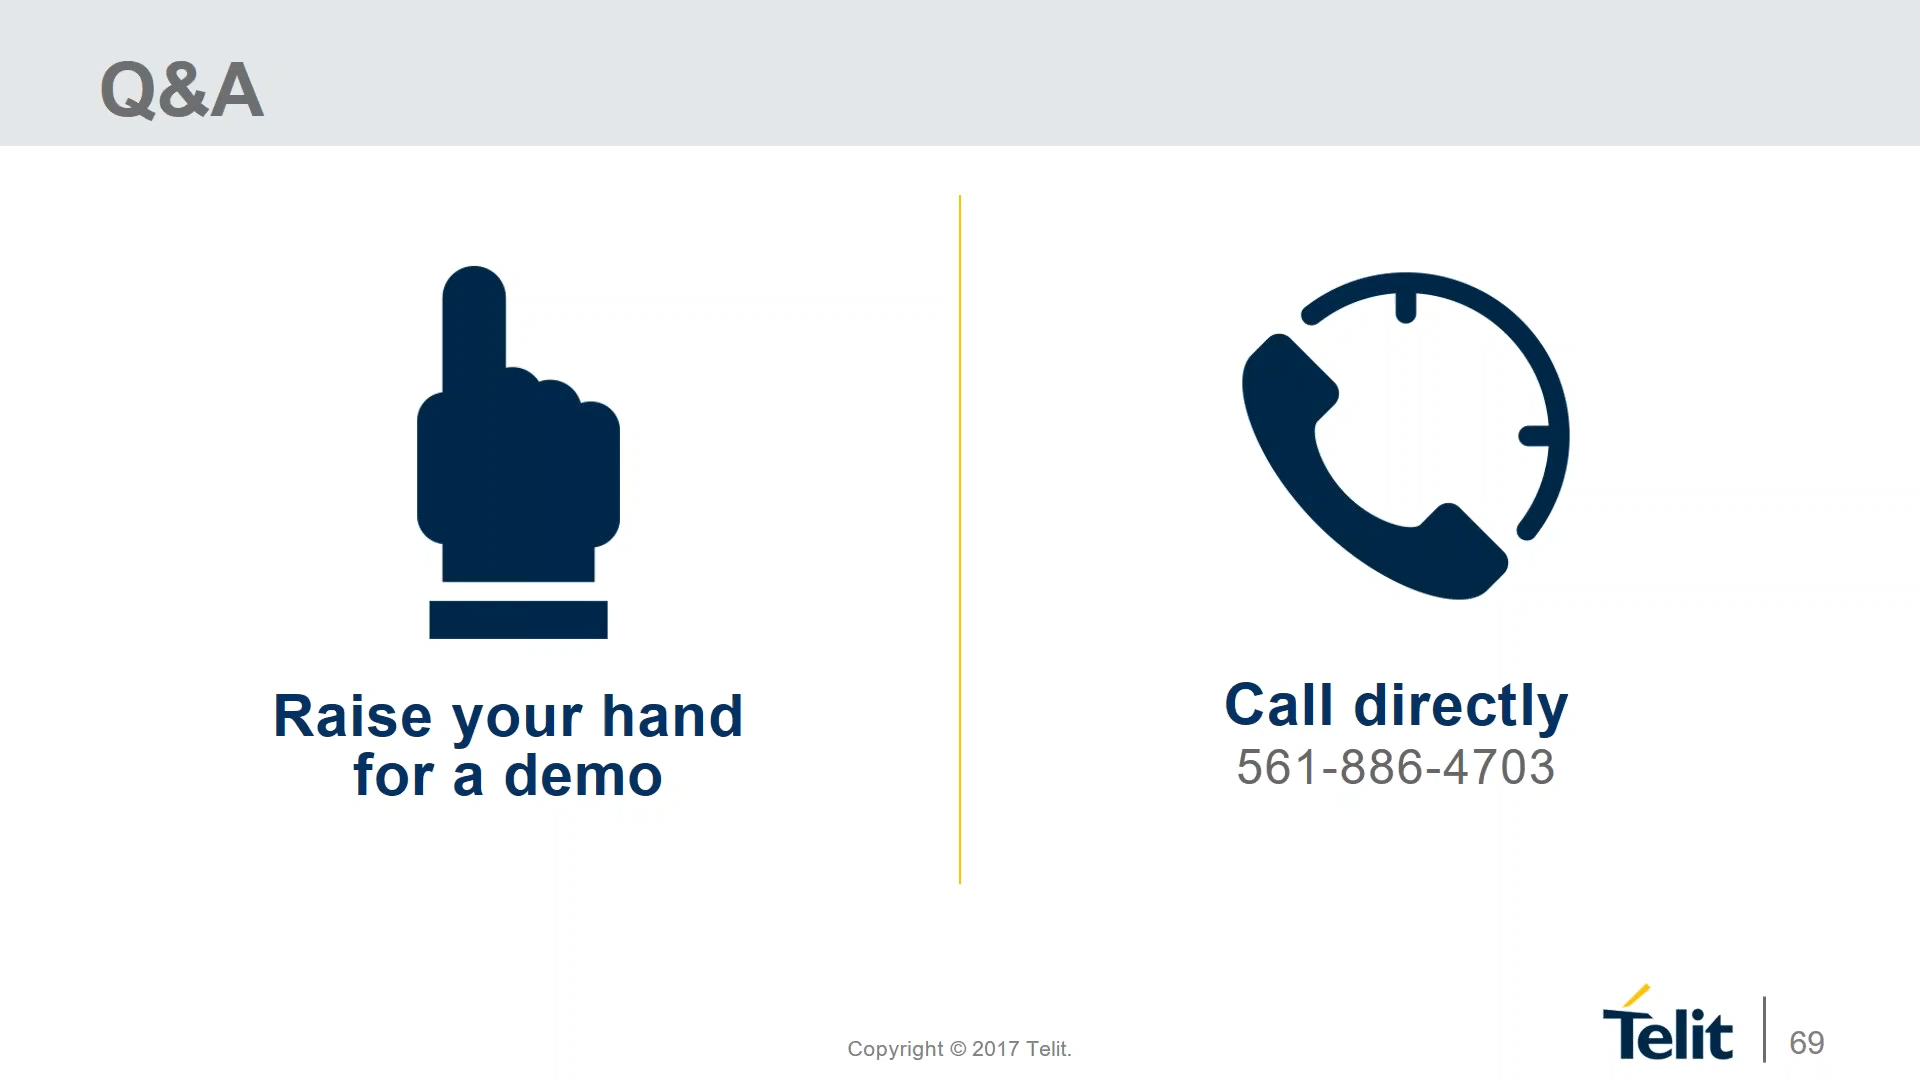 Q&A
Raise your hand
for a demo
Call directly
561-886-4703
Copyright © 2017 Telit.
Telit
69